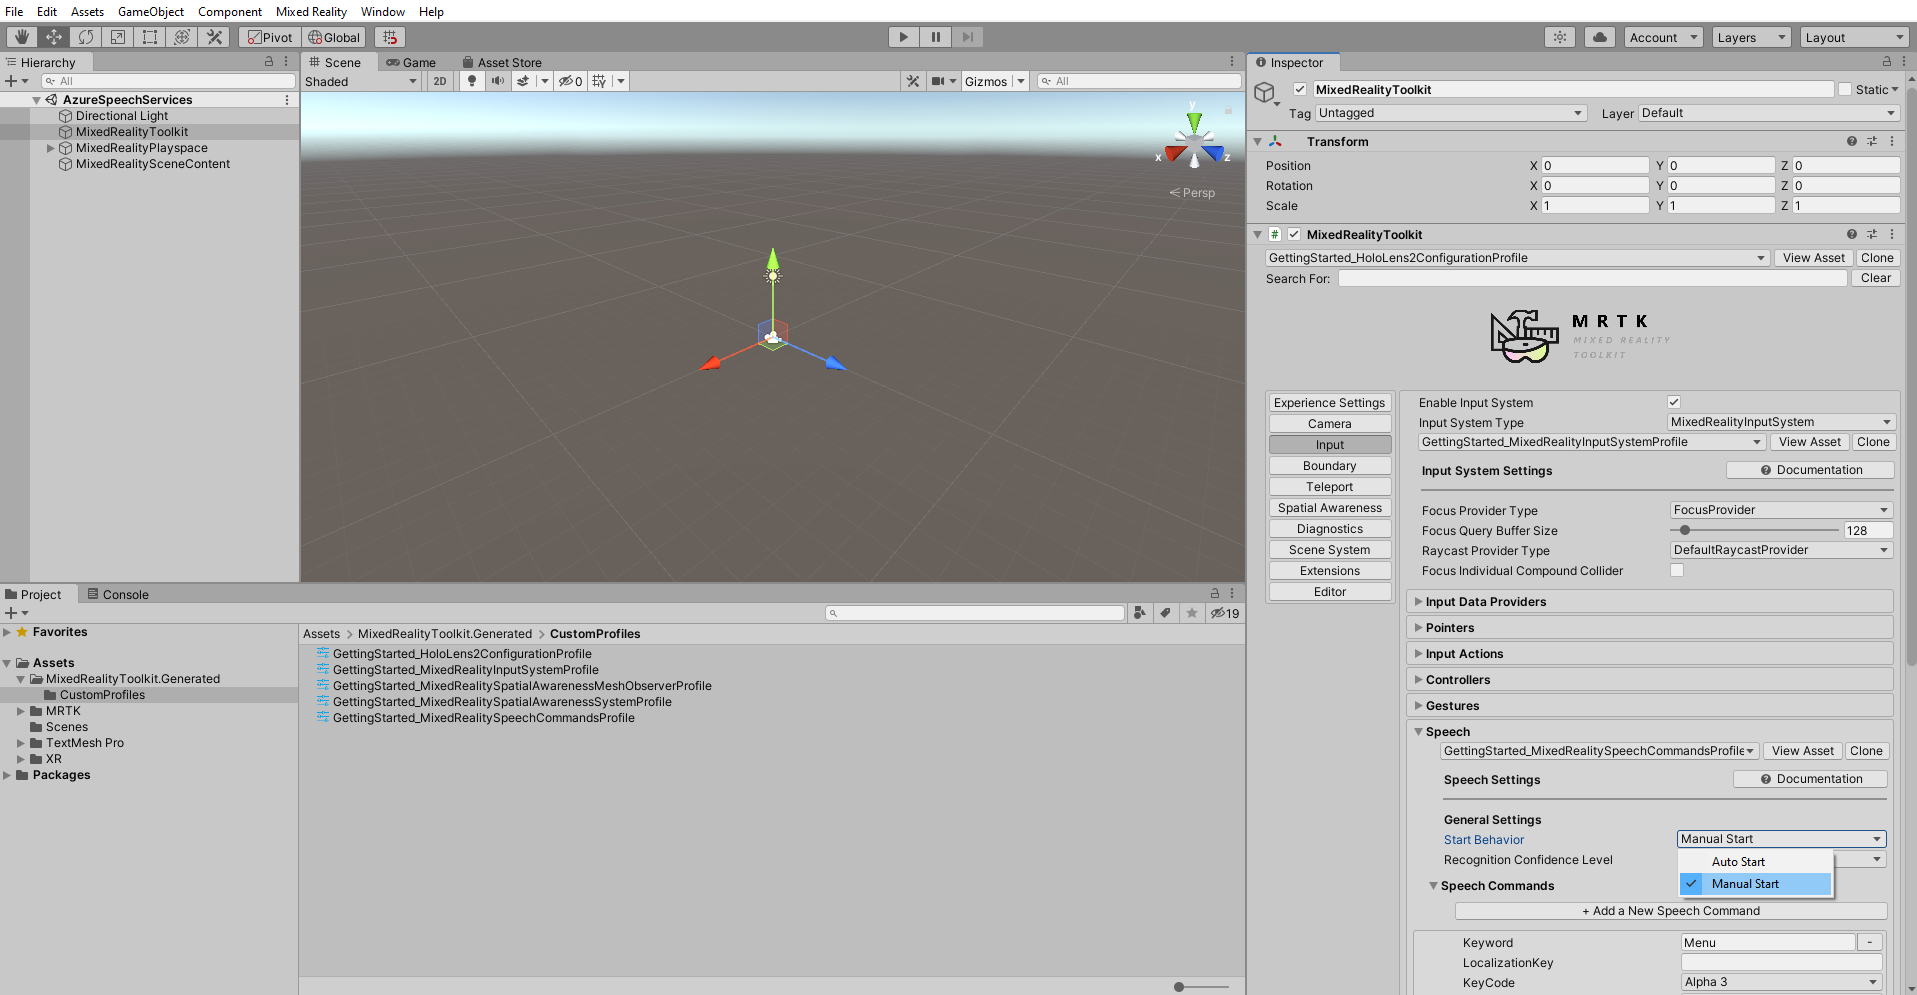 File Edit Assets GameObject Component Mixed Reality Window Help
Pivot Global Account Layers Layout
Hierarchy
All
AzureSpeechServices
Directional Light
MixedRealityToolkit
MixedRealityPlayspace
MixedRealitySceneContent
Scene Game Asset Store
Shaded 2D 0 Gizmos All
y
x z
Persp
Project Console
19
Favorites
Assets
MixedRealityToolkit.Generated
CustomProfiles
MRTK
Scenes
TextMesh Pro
XR
Packages
Assets > MixedRealityToolkit.Generated > CustomProfiles
GettingStarted_HoloLens2ConfigurationProfile
GettingStarted_MixedRealityInputSystemProfile
GettingStarted_MixedRealitySpatialAwarenessMeshObserverProfile
GettingStarted_MixedRealitySpatialAwarenessSystemProfile
GettingStarted_MixedRealitySpeechCommandsProfile
Inspector
MixedRealityToolkit Static
Tag Untagged Layer Default
Transform
Position X 0 Y 0 Z 0
Rotation X 0 Y 0 Z 0
Scale X 1 Y 1 Z 1
# MixedRealityToolkit
GettingStarted_HoloLens2ConfigurationProfile View Asset Clone
Search For: Clear
MRTK
MIXED REALITY
TOOLKIT
Experience Settings
Camera
Input
Boundary
Teleport
Spatial Awareness
Diagnostics
Scene System
Extensions
Editor
Enable Input System
Input System Type MixedRealityInputSystem
GettingStarted_MixedRealityInputSystemProfile View Asset Clone
Input System Settings Documentation
Focus Provider Type FocusProvider
Focus Query Buffer Size 128
Raycast Provider Type DefaultRaycastProvider
Focus Individual Compound Collider
Input Data Providers
Pointers
Input Actions
Controllers
Gestures
Speech
GettingStarted_MixedRealitySpeechCommandsProfile View Asset Clone
Speech Settings Documentation
General Settings
Start Behavior Manual Start
Auto Start
Recognition Confidence Level
Manual Start
Speech Commands
+ Add a New Speech Command
Keyword Menu -
LocalizationKey
KeyCode Alpha 3